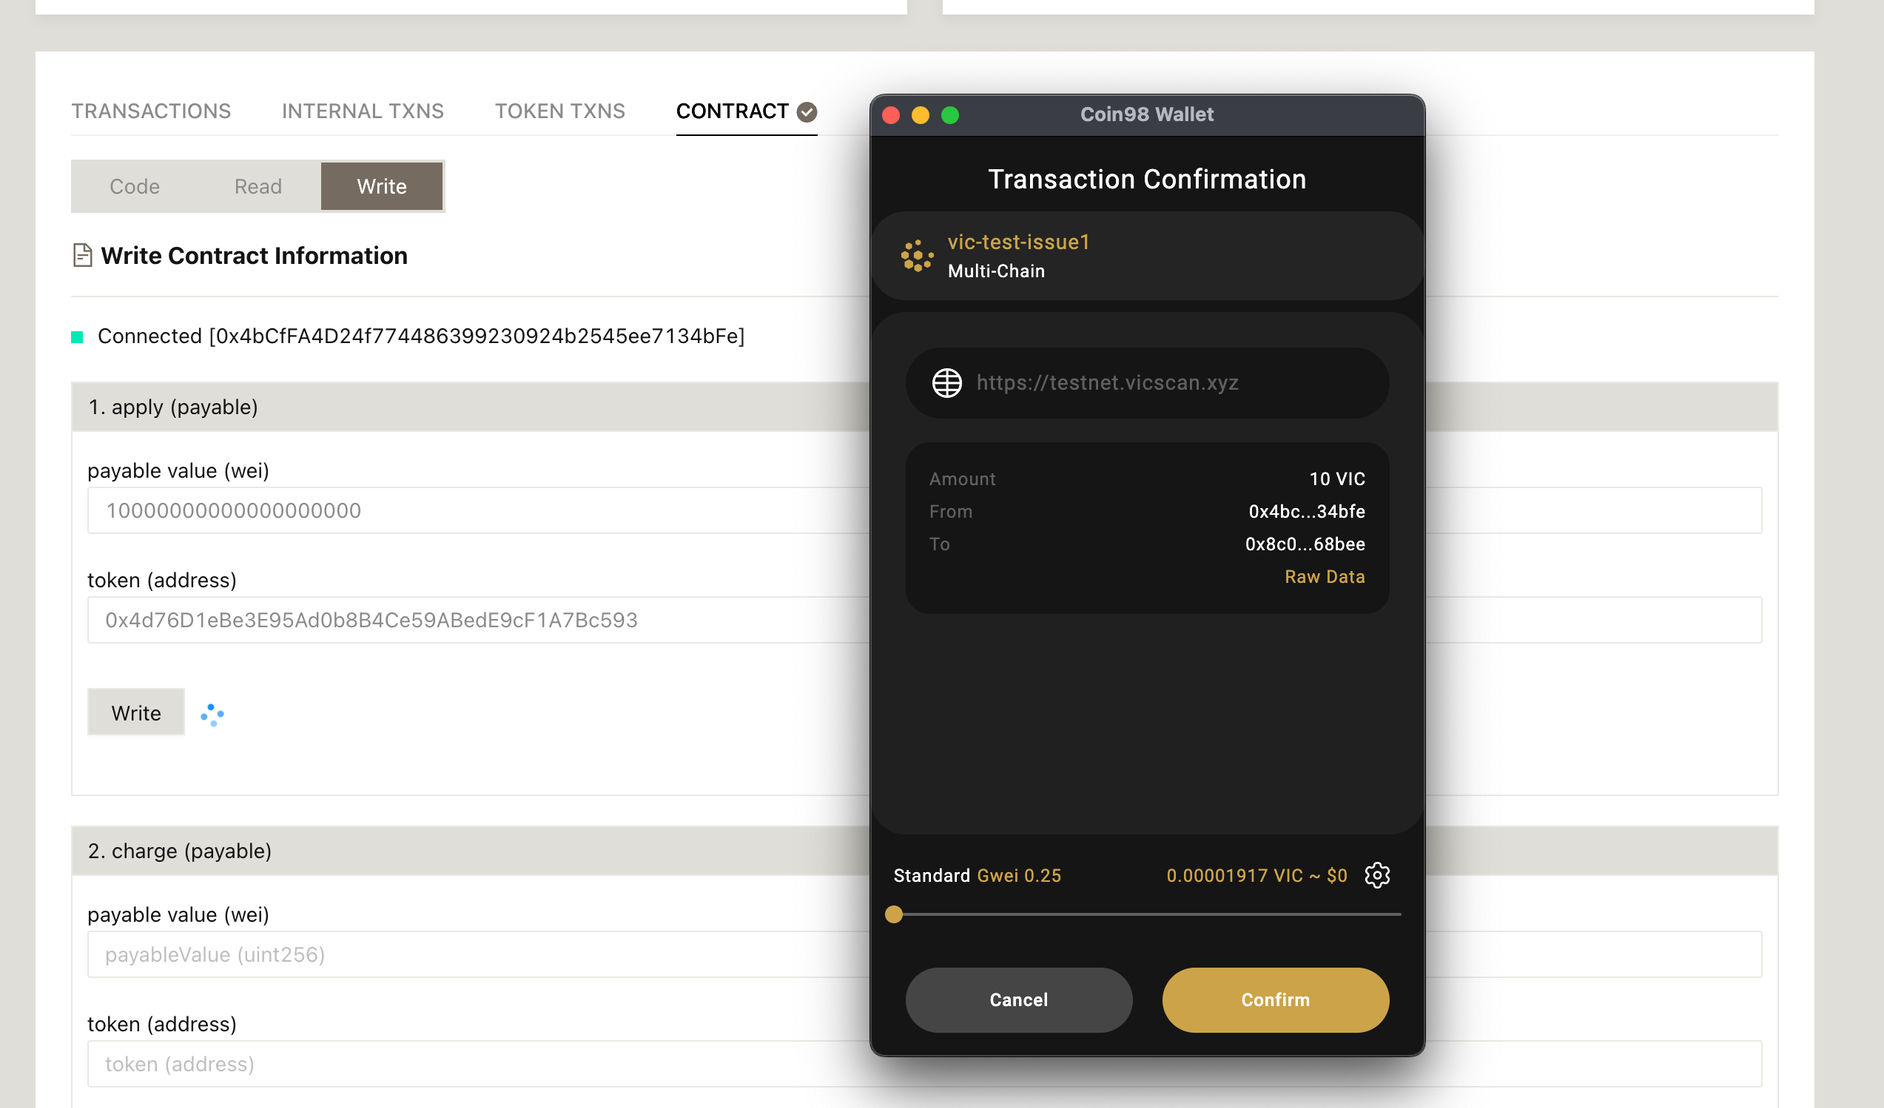 TRANSACTIONS
INTERNAL TXNS
TOKEN TXNS
CONTRACT
Code
Read
Write
Write Contract Information
Connected [0x4bCfFA4D24f774486399230924b2545ee7134bFe]
1. apply (payable)
payable value (wei)
10000000000000000000
token (address)
0x4d76D1eBe3E95Ad0b8B4Ce59ABedE9cF1A7Bc593
Write
2. charge (payable)
payable value (wei)
payableValue (uint256)
token (address)
token (address)
Coin98 Wallet
Transaction Confirmation
vic-test-issue1
Multi-Chain
https://testnet.vicscan.xyz
Amount 10 VIC
From 0x4bc...34bfe
To 0x8c0...68bee
Raw Data
Standard Gwei 0.25 0.00001917 VIC ~ $0
Cancel
Confirm